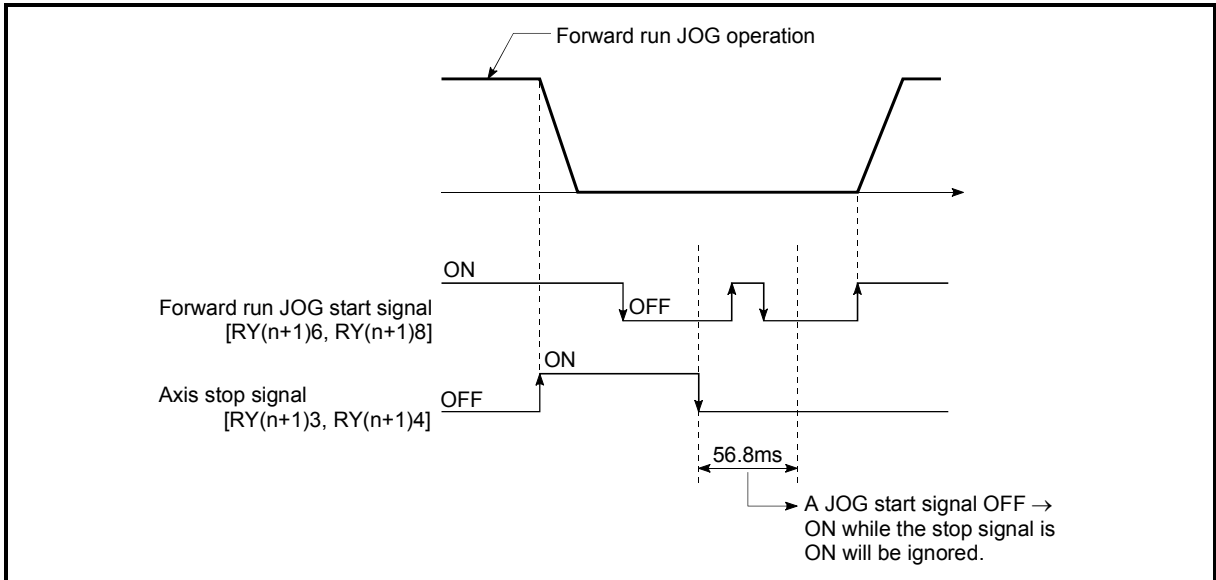 Forward run JOG operation
ON
Forward run JOG start signal
OFF
[RY(n+1)6, RY(n+1)8]
ON
Axis stop signal
OFF
[RY(n+1)3, RY(n+1)4]
56.8ms
A JOG start signal OFF →
ON while the stop signal is
ON will be ignored.